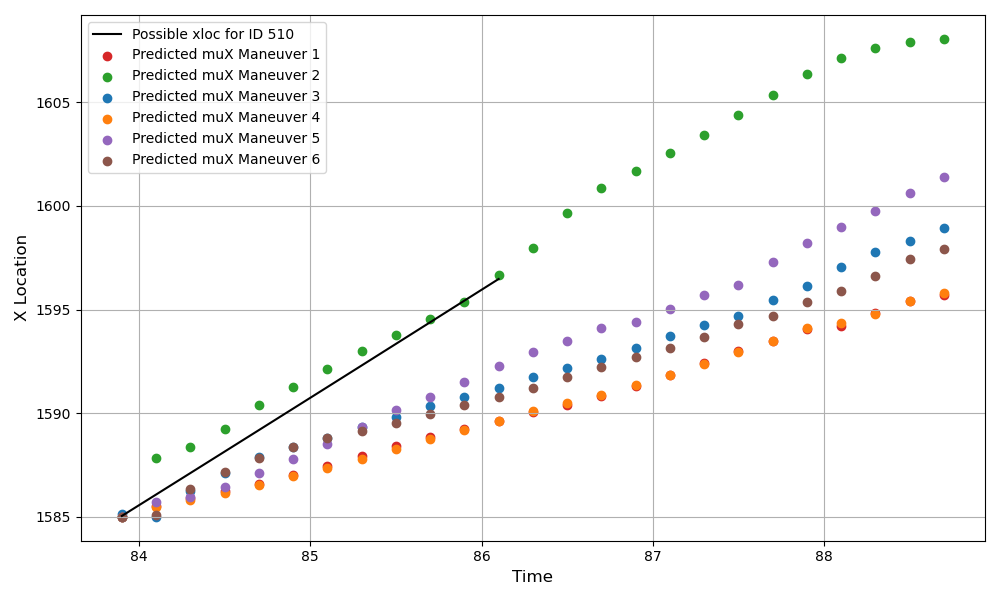 Possible xloc for ID 510
Predicted muX Maneuver 1
Predicted muX Maneuver 2
Predicted muX Maneuver 3
Predicted muX Maneuver 4
Predicted muX Maneuver 5
Predicted muX Maneuver 6
1605
1600
1595
1590
1585
X Location
84 85 86 87 88
Time